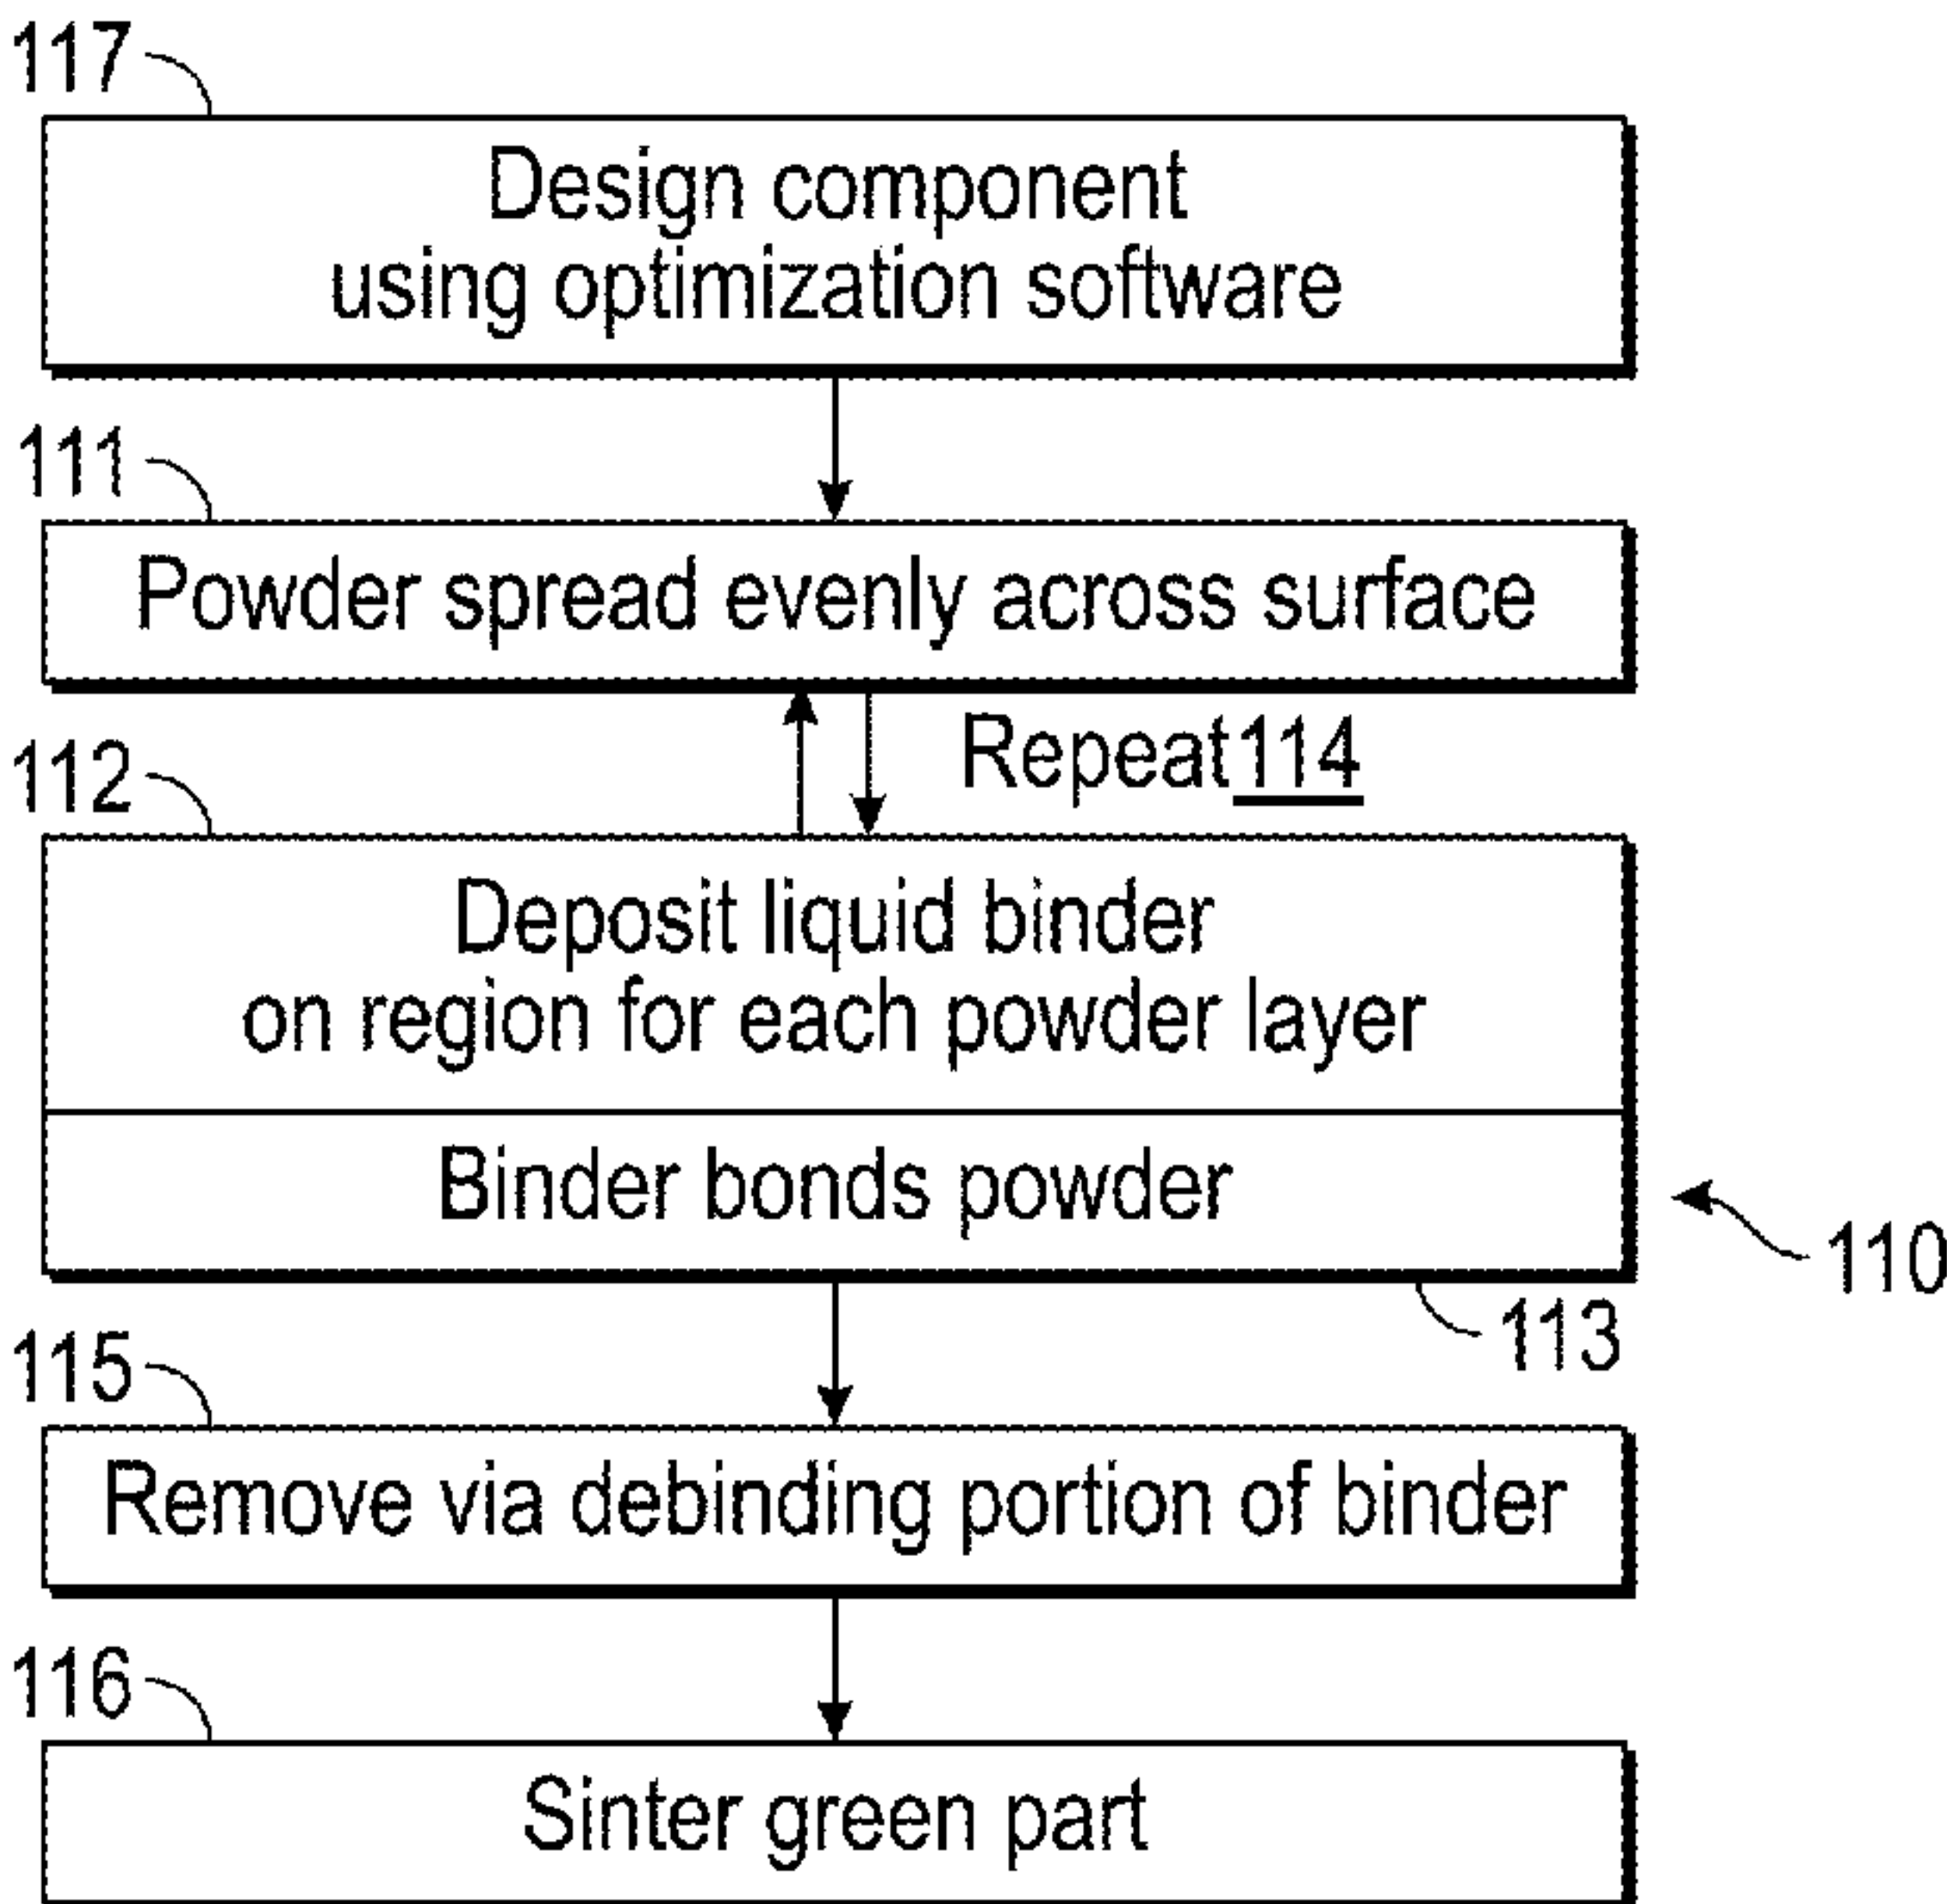 117
Design component
using optimization software
111
Powder spread evenly across surface
Repeat 114
112
Deposit liquid binder
on region for each powder layer
Binder bonds powder
110
113
115
Remove via debinding portion of binder
116
Sinter green part